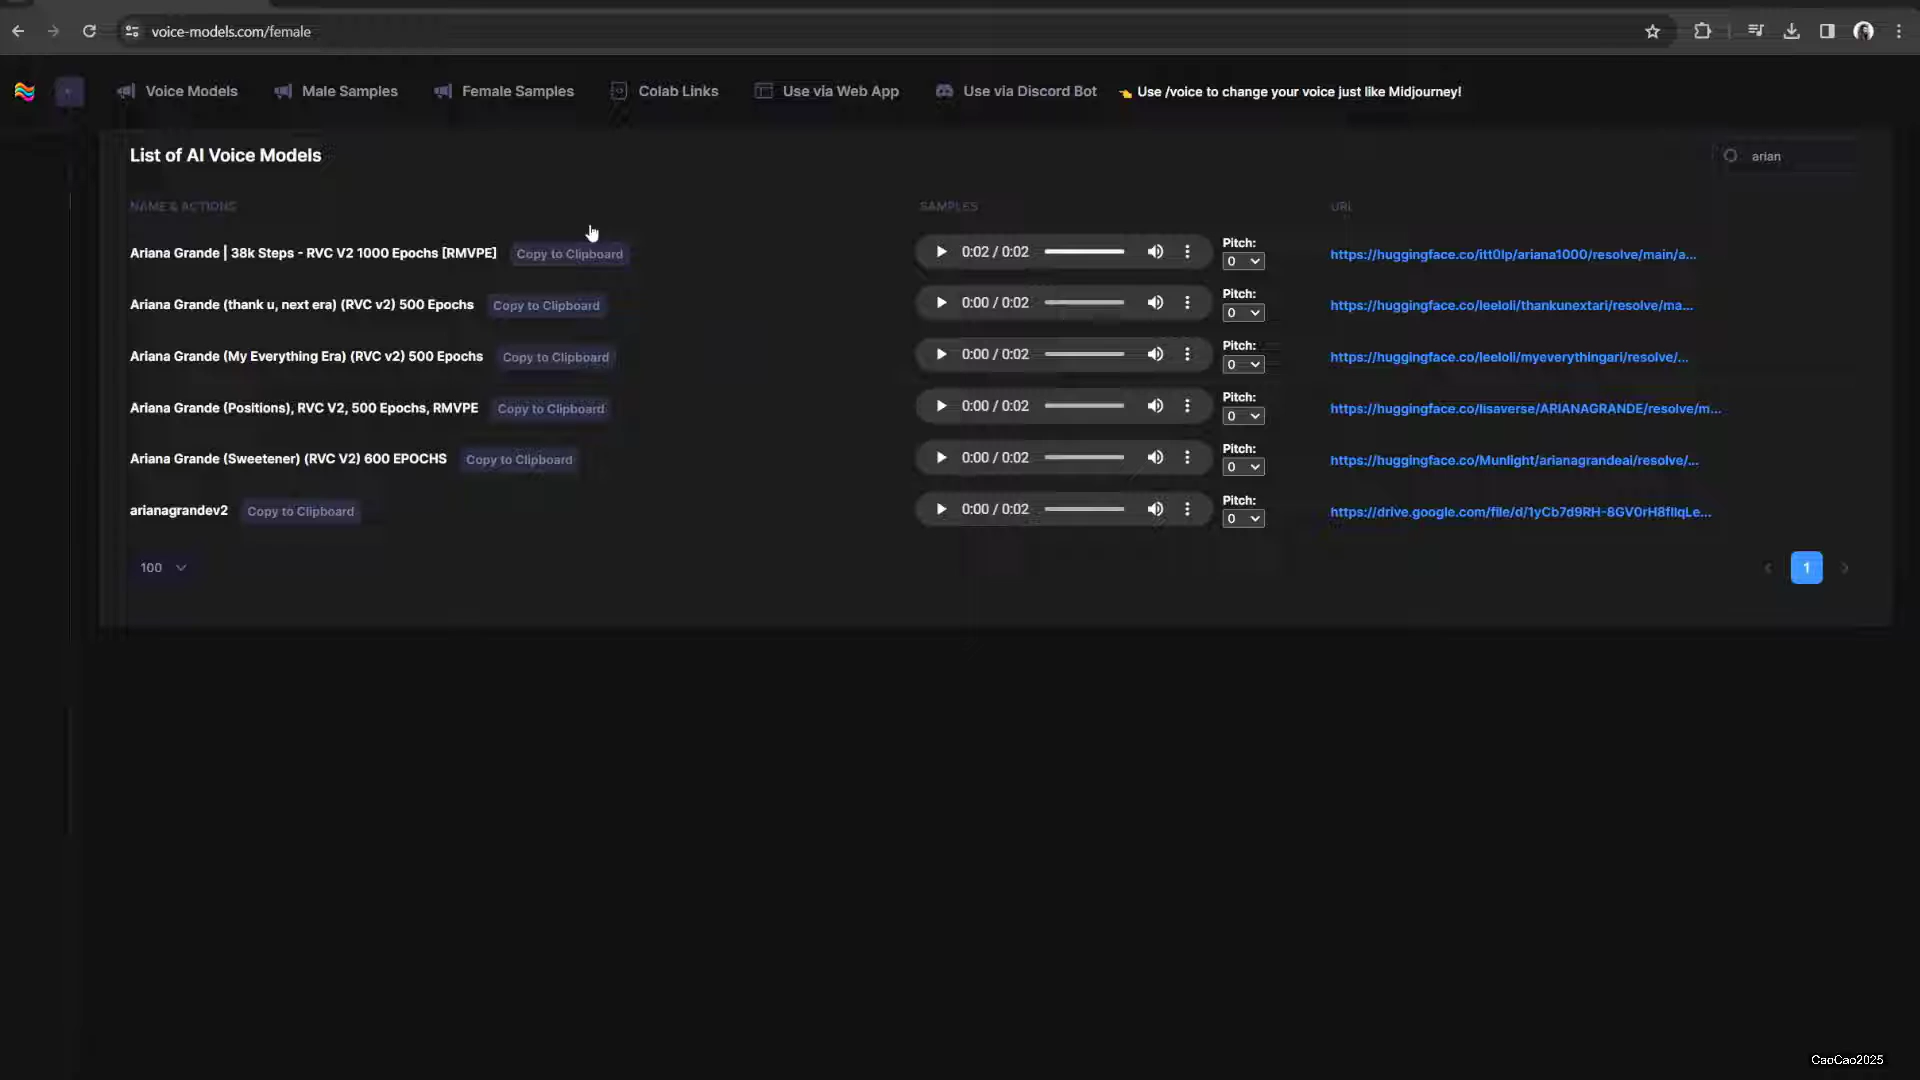 voice-models.com/female
Voice Models
Male Samples
Female Samples
Colab Links
Use via Web App
Use via Discord Bot
Use /voice to change your voice just like Midjourney!
List of AI Voice Models
arian
NAME & ACTIONS
SAMPLES
URL
Ariana Grande | 38k Steps - RVC V2 1000 Epochs [RMVPE]
Copy to Clipboard
0:02 / 0:02
Pitch:
0
https://huggingface.co/itt0lp/ariana1000/resolve/main/a...
Ariana Grande (thank u, next era) (RVC v2) 500 Epochs
Copy to Clipboard
0:00 / 0:02
Pitch:
0
https://huggingface.co/leeloli/thankunextari/resolve/ma...
Ariana Grande (My Everything Era) (RVC v2) 500 Epochs
Copy to Clipboard
0:00 / 0:02
Pitch:
0
https://huggingface.co/leeloli/myeverythingari/resolve/...
Ariana Grande (Positions), RVC V2, 500 Epochs, RMVPE
Copy to Clipboard
0:00 / 0:02
Pitch:
0
https://huggingface.co/lisaverse/ARIANAGRANDE/resolve/m...
Ariana Grande (Sweetener) (RVC V2) 600 EPOCHS
Copy to Clipboard
0:00 / 0:02
Pitch:
0
https://huggingface.co/Munlight/arianagrandeai/resolve/...
arianagrandev2
Copy to Clipboard
0:00 / 0:02
Pitch:
0
https://drive.google.com/file/d/1yCb7d9RH-8GV0rH8fIlqLe...
100
1
CaoCao2025